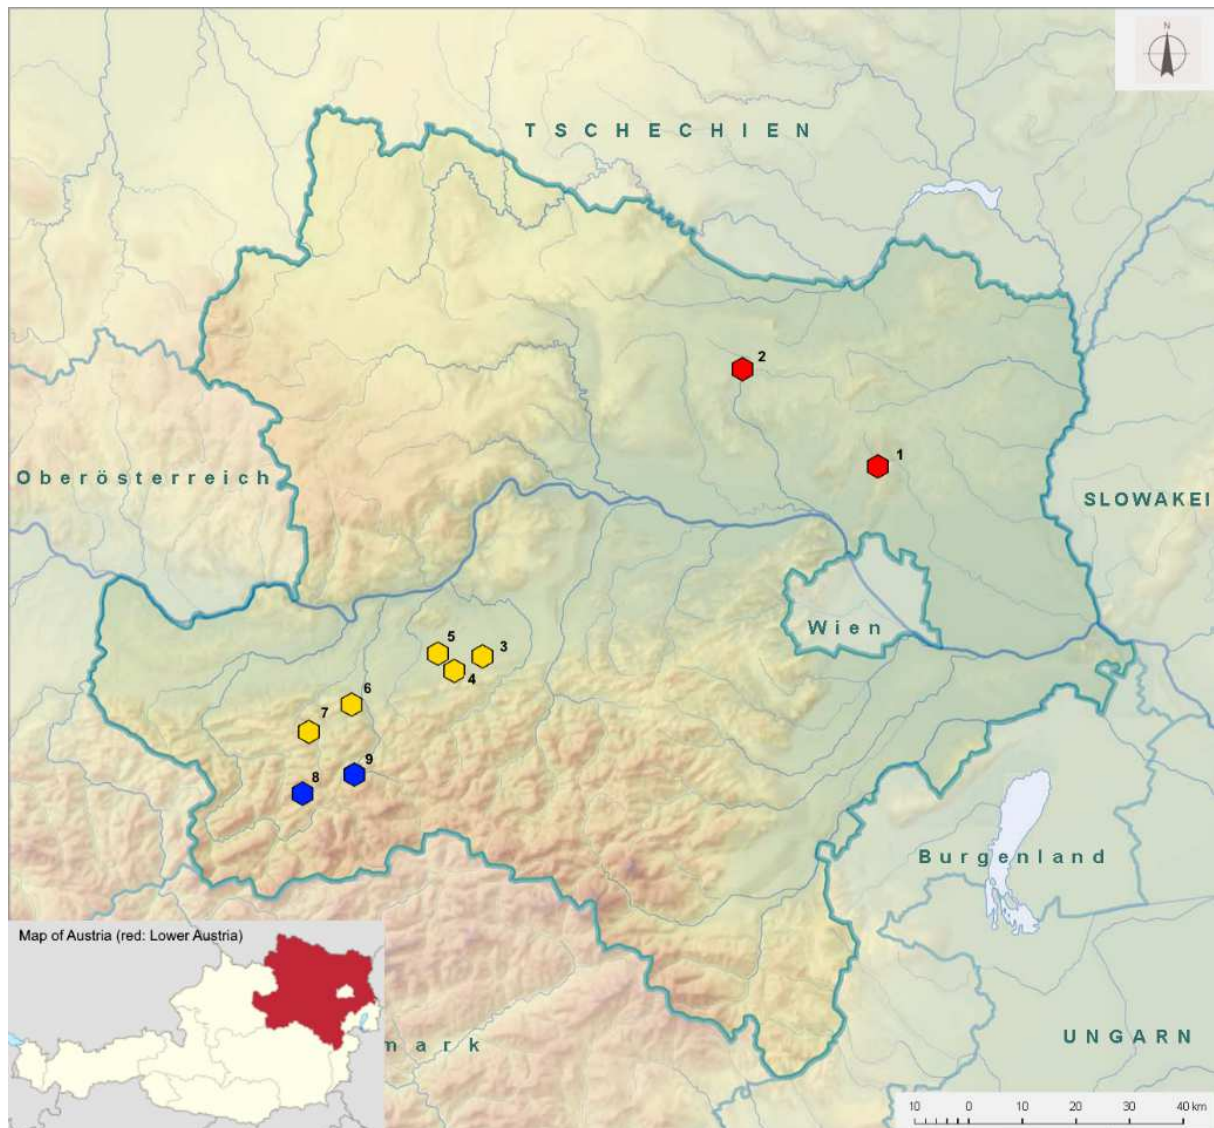 N
TSCHECHIEN
2
Oberösterreich
1
SLOWAKEI
Wien
5
3
4
6
7
9
8
Burgenland
Map of Austria (red: Lower Austria)
mark
UNGARN
10 0 10 20 30 40 km